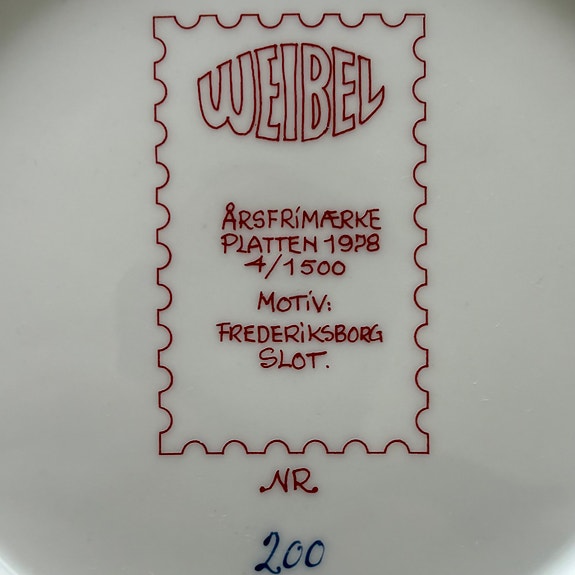 WEIBEL
ÅRSFRIMÆRKE
PLATTEN 1978
4/1500
MOTIV:
FREDERIKSBORG
SLOT.
NR
200